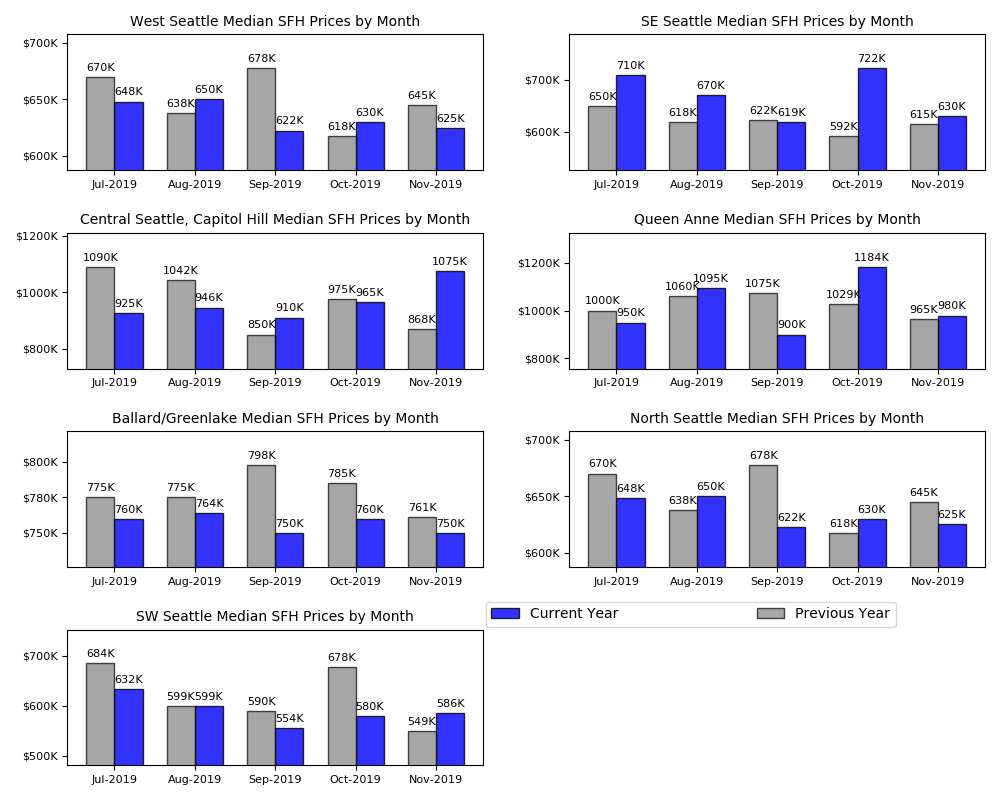 West Seattle Median SFH Prices by Month
$700K
$650K
$600K
670K 648K 638K 650K 678K 622K 618K 630K 645K 625K
Jul-2019 Aug-2019 Sep-2019 Oct-2019 Nov-2019
SE Seattle Median SFH Prices by Month
$700K
$600K
650K 710K 618K 670K 622K 619K 592K 722K 615K 630K
Jul-2019 Aug-2019 Sep-2019 Oct-2019 Nov-2019
Central Seattle, Capitol Hill Median SFH Prices by Month
$1200K
$1000K
$800K
1090K 925K 1042K 946K 850K 910K 975K 965K 868K 1075K
Jul-2019 Aug-2019 Sep-2019 Oct-2019 Nov-2019
Queen Anne Median SFH Prices by Month
$1200K
$1000K
$800K
1000K 950K 1060K 1095K 1075K 900K 1029K 1184K 965K 980K
Jul-2019 Aug-2019 Sep-2019 Oct-2019 Nov-2019
Ballard/Greenlake Median SFH Prices by Month
$800K
$780K
$750K
775K 760K 775K 764K 798K 750K 785K 760K 761K 750K
Jul-2019 Aug-2019 Sep-2019 Oct-2019 Nov-2019
North Seattle Median SFH Prices by Month
$700K
$650K
$600K
670K 648K 638K 650K 678K 622K 618K 630K 645K 625K
Jul-2019 Aug-2019 Sep-2019 Oct-2019 Nov-2019
SW Seattle Median SFH Prices by Month
$700K
$600K
$500K
684K 632K 599K 599K 590K 554K 678K 580K 549K 586K
Jul-2019 Aug-2019 Sep-2019 Oct-2019 Nov-2019
Current Year Previous Year